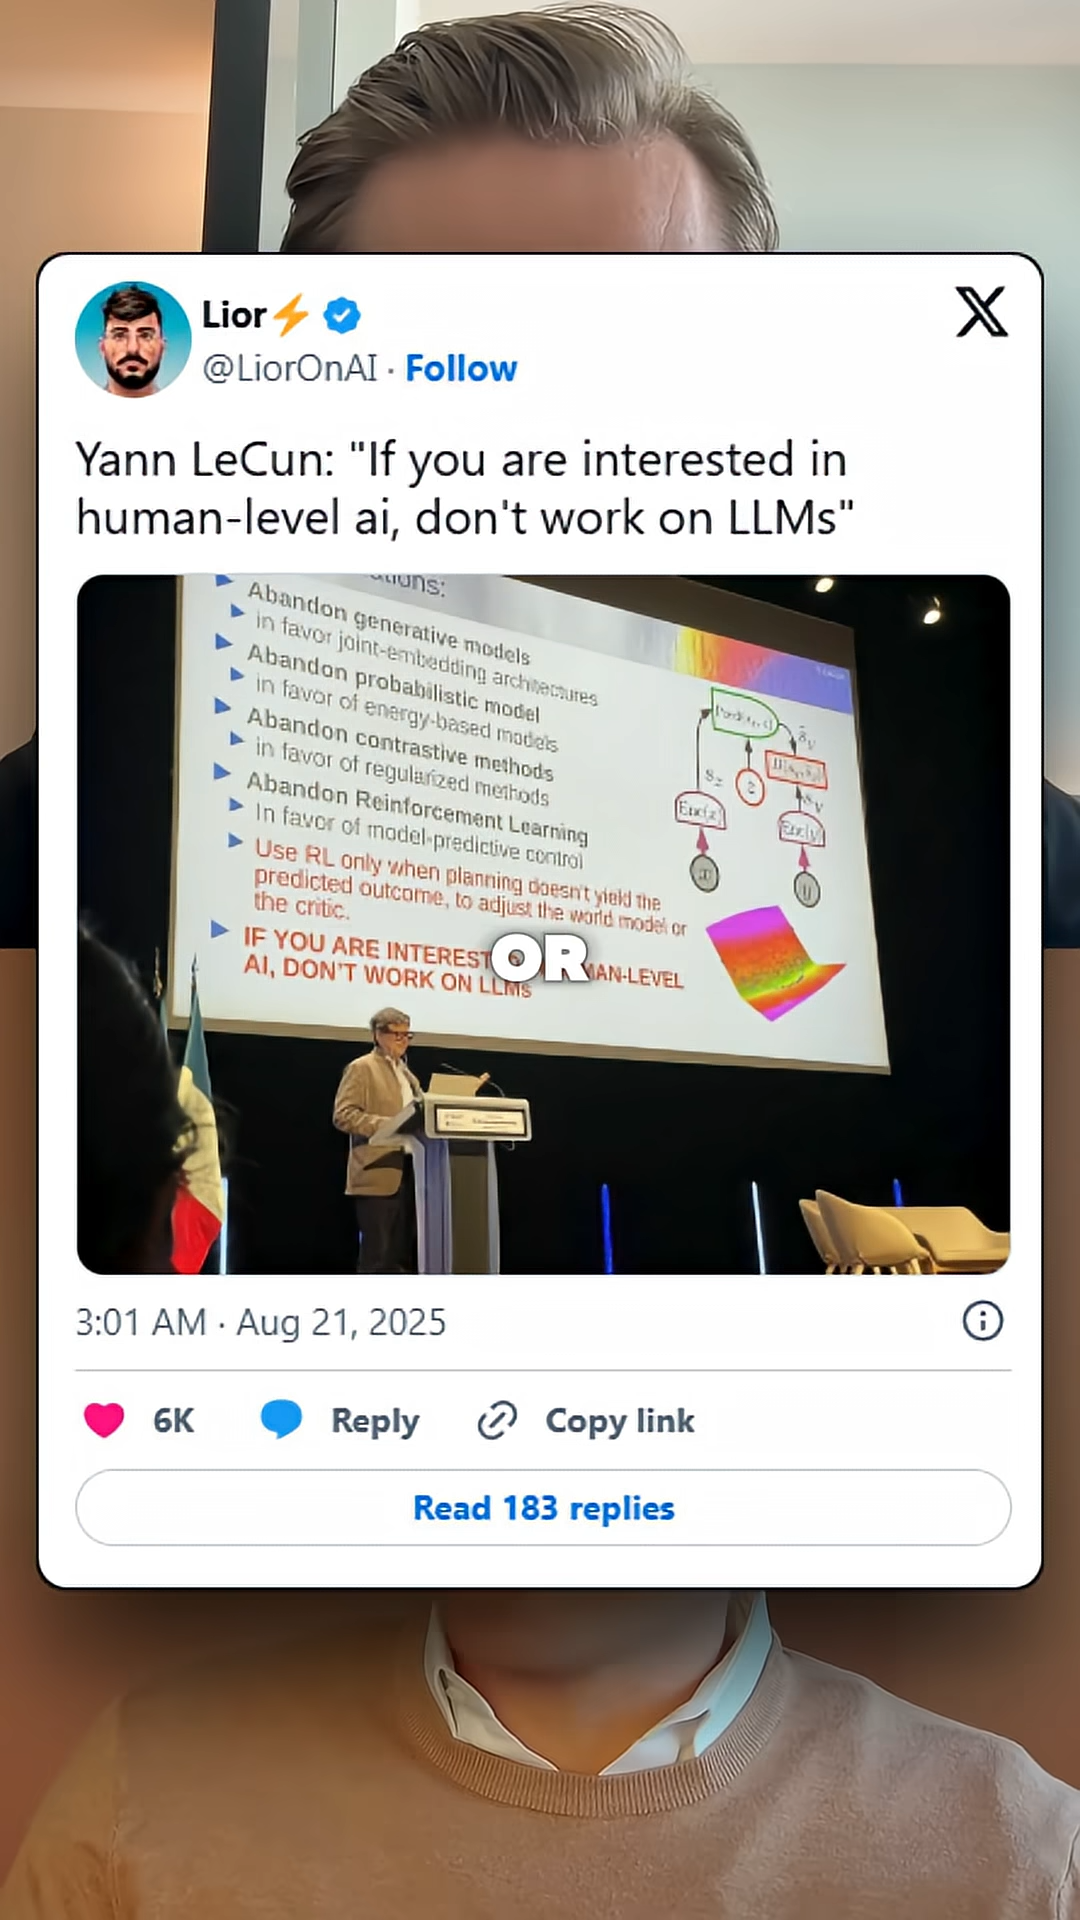 Lior⚡
@LiorOnAI · Follow
Yann LeCun: "If you are interested in
human-level ai, don't work on LLMs"
Abandon generative models
in favor joint-embedding architectures
Abandon probabilistic model
in favor of energy-based models
Abandon contrastive methods
in favor of regularized methods
Abandon Reinforcement Learning
In favor of model-predictive control
Use RL only when planning doesn't yield the
predicted outcome, to adjust the world model or
the critic.
IF YOU ARE INTEREST MAN-LEVEL
AI, DON'T WORK ON LLMs
OR
Enc(x)
Enc(y)
z
x
y
3:01 AM · Aug 21, 2025
6K Reply Copy link
Read 183 replies